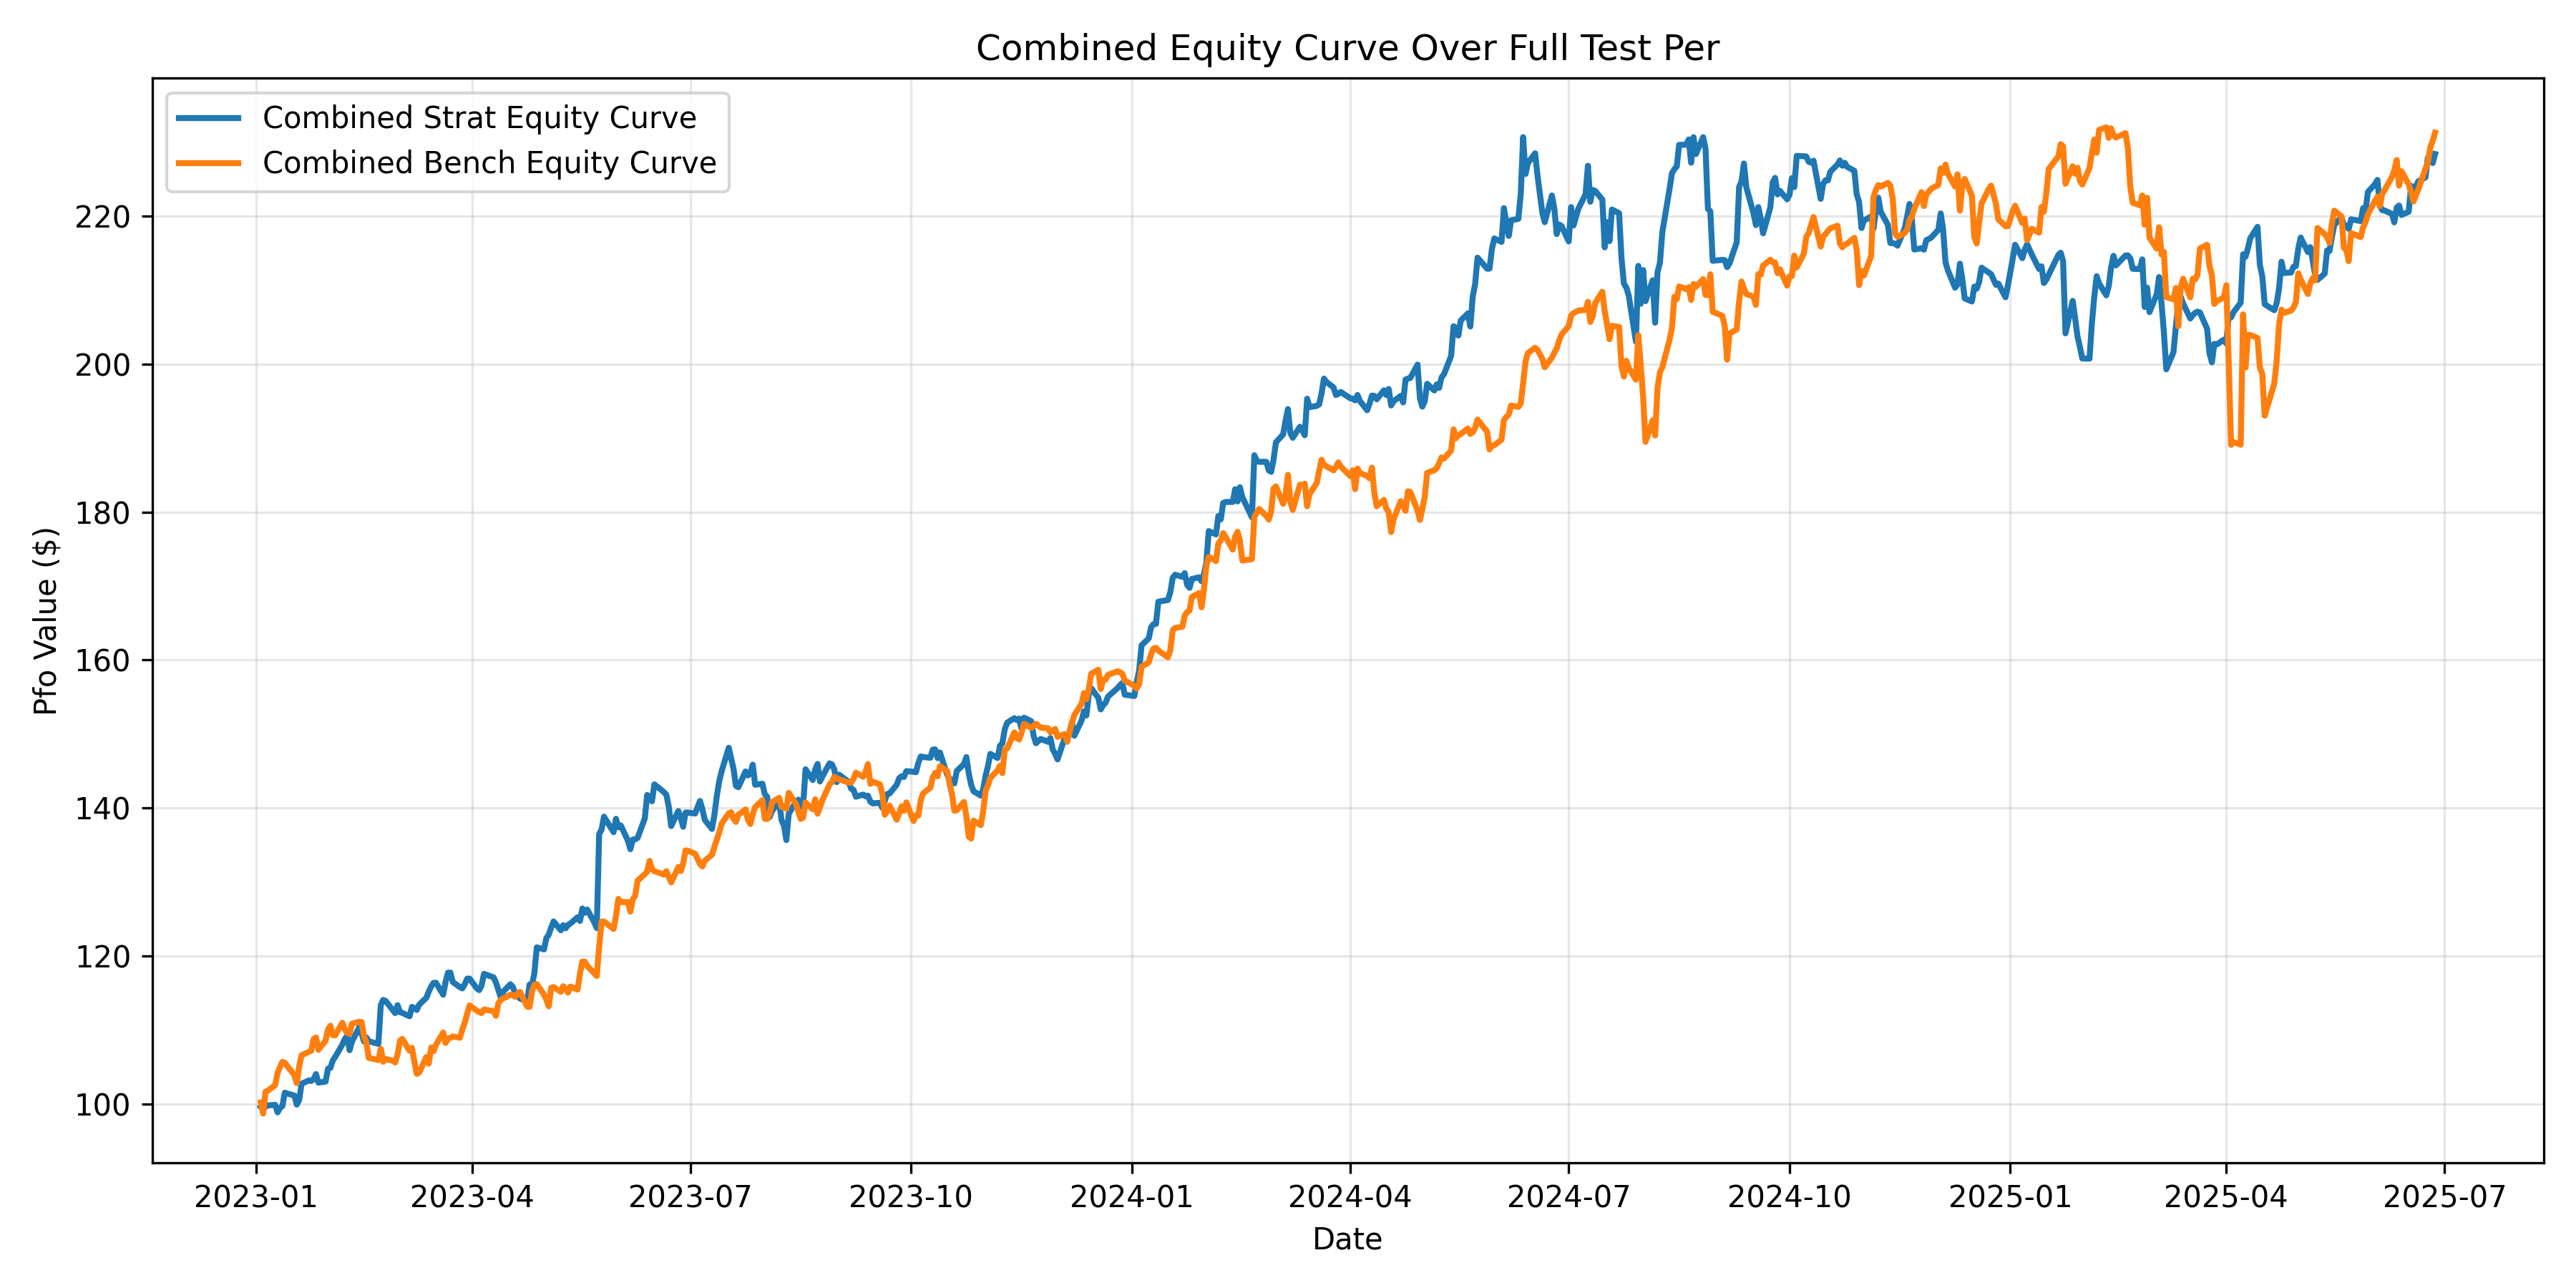 Combined Equity Curve Over Full Test Per
Combined Strat Equity Curve
Combined Bench Equity Curve
Pfo Value ($)
220
200
180
160
140
120
100
2023-01 2023-04 2023-07 2023-10 2024-01 2024-04 2024-07 2024-10 2025-01 2025-04 2025-07
Date